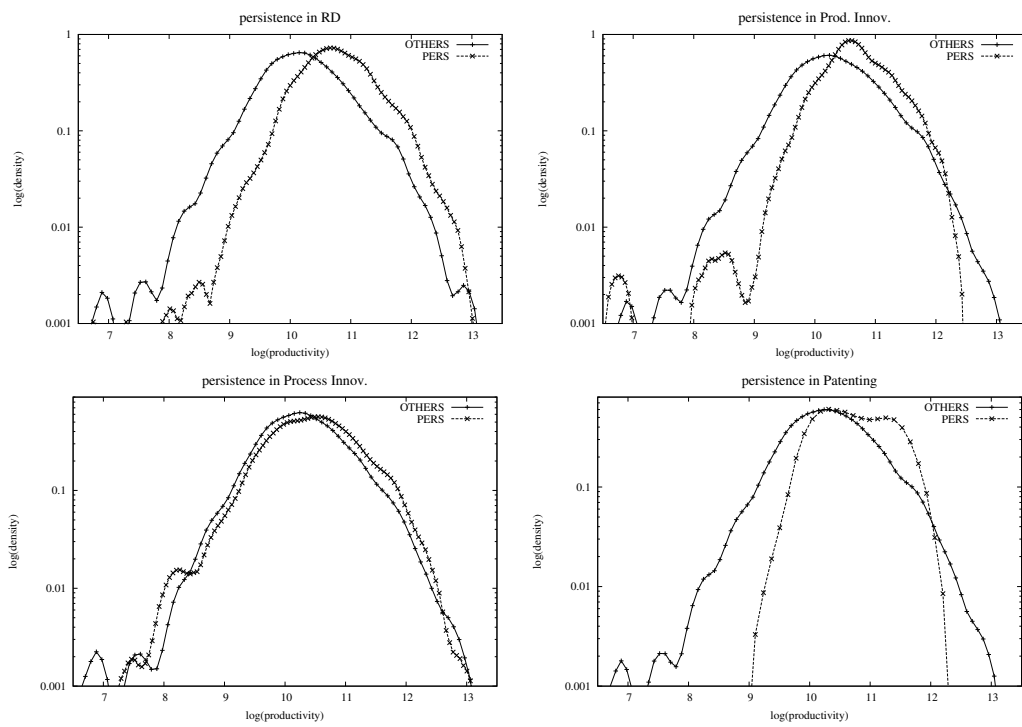 persistence in RD
1
OTHERS
PERS
0.1
log(density)
0.01
0.001
7 8 9 10 11 12 13
log(productivity)
persistence in Prod. Innov.
1
OTHERS
PERS
0.1
log(density)
0.01
0.001
7 8 9 10 11 12 13
log(productivity)
persistence in Process Innov.
OTHERS
PERS
0.1
log(density)
0.01
0.001
7 8 9 10 11 12 13
log(productivity)
persistence in Patenting
OTHERS
PERS
0.1
log(density)
0.01
0.001
7 8 9 10 11 12 13
log(productivity)